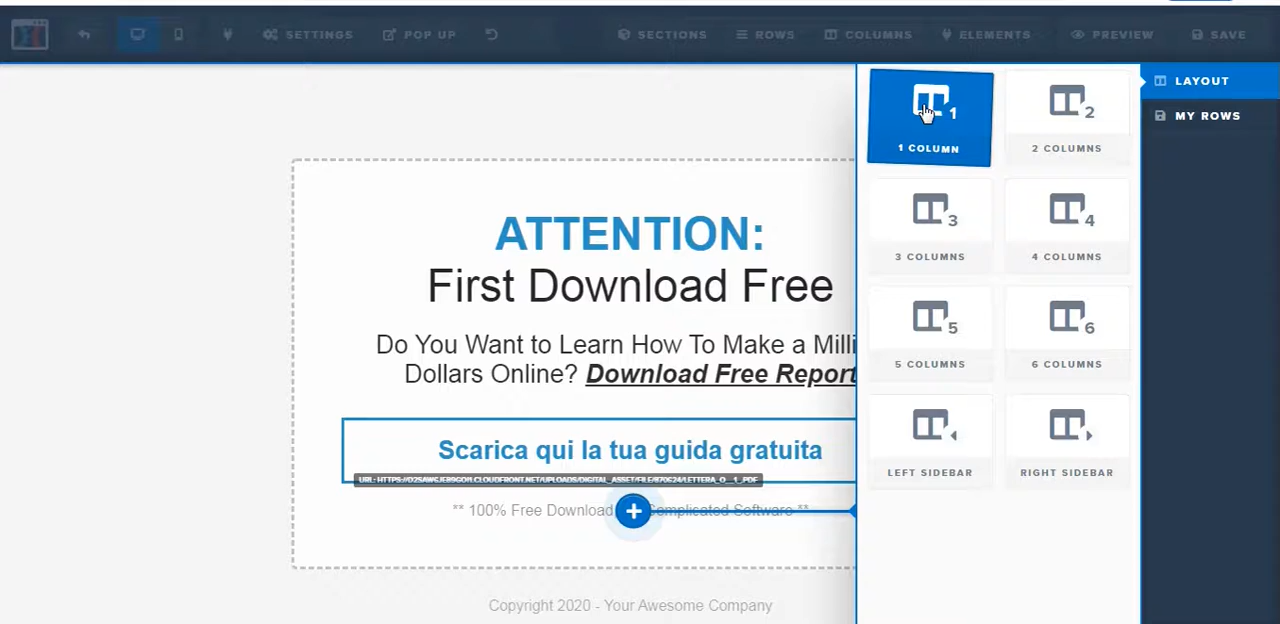 SETTINGS POP UP SECTIONS ROWS COLUMNS ELEMENTS PREVIEW SAVE
LAYOUT
MY ROWS
1
1 COLUMN
2
2 COLUMNS
3
3 COLUMNS
4
4 COLUMNS
5
5 COLUMNS
6
6 COLUMNS
LEFT SIDEBAR
RIGHT SIDEBAR
ATTENTION:
First Download Free
Do You Want to Learn How To Make a Milli
Dollars Online? Download Free Report
Scarica qui la tua guida gratuita
** 100% Free Download Complicated Software **
Copyright 2020 - Your Awesome Company